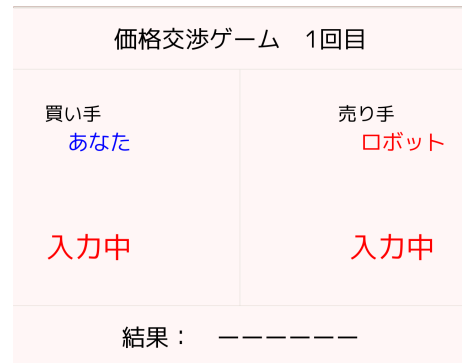 価格交渉ゲーム　1回目
買い手
あなた
入力中
売り手
ロボット
入力中
結果：　ーーーーーー